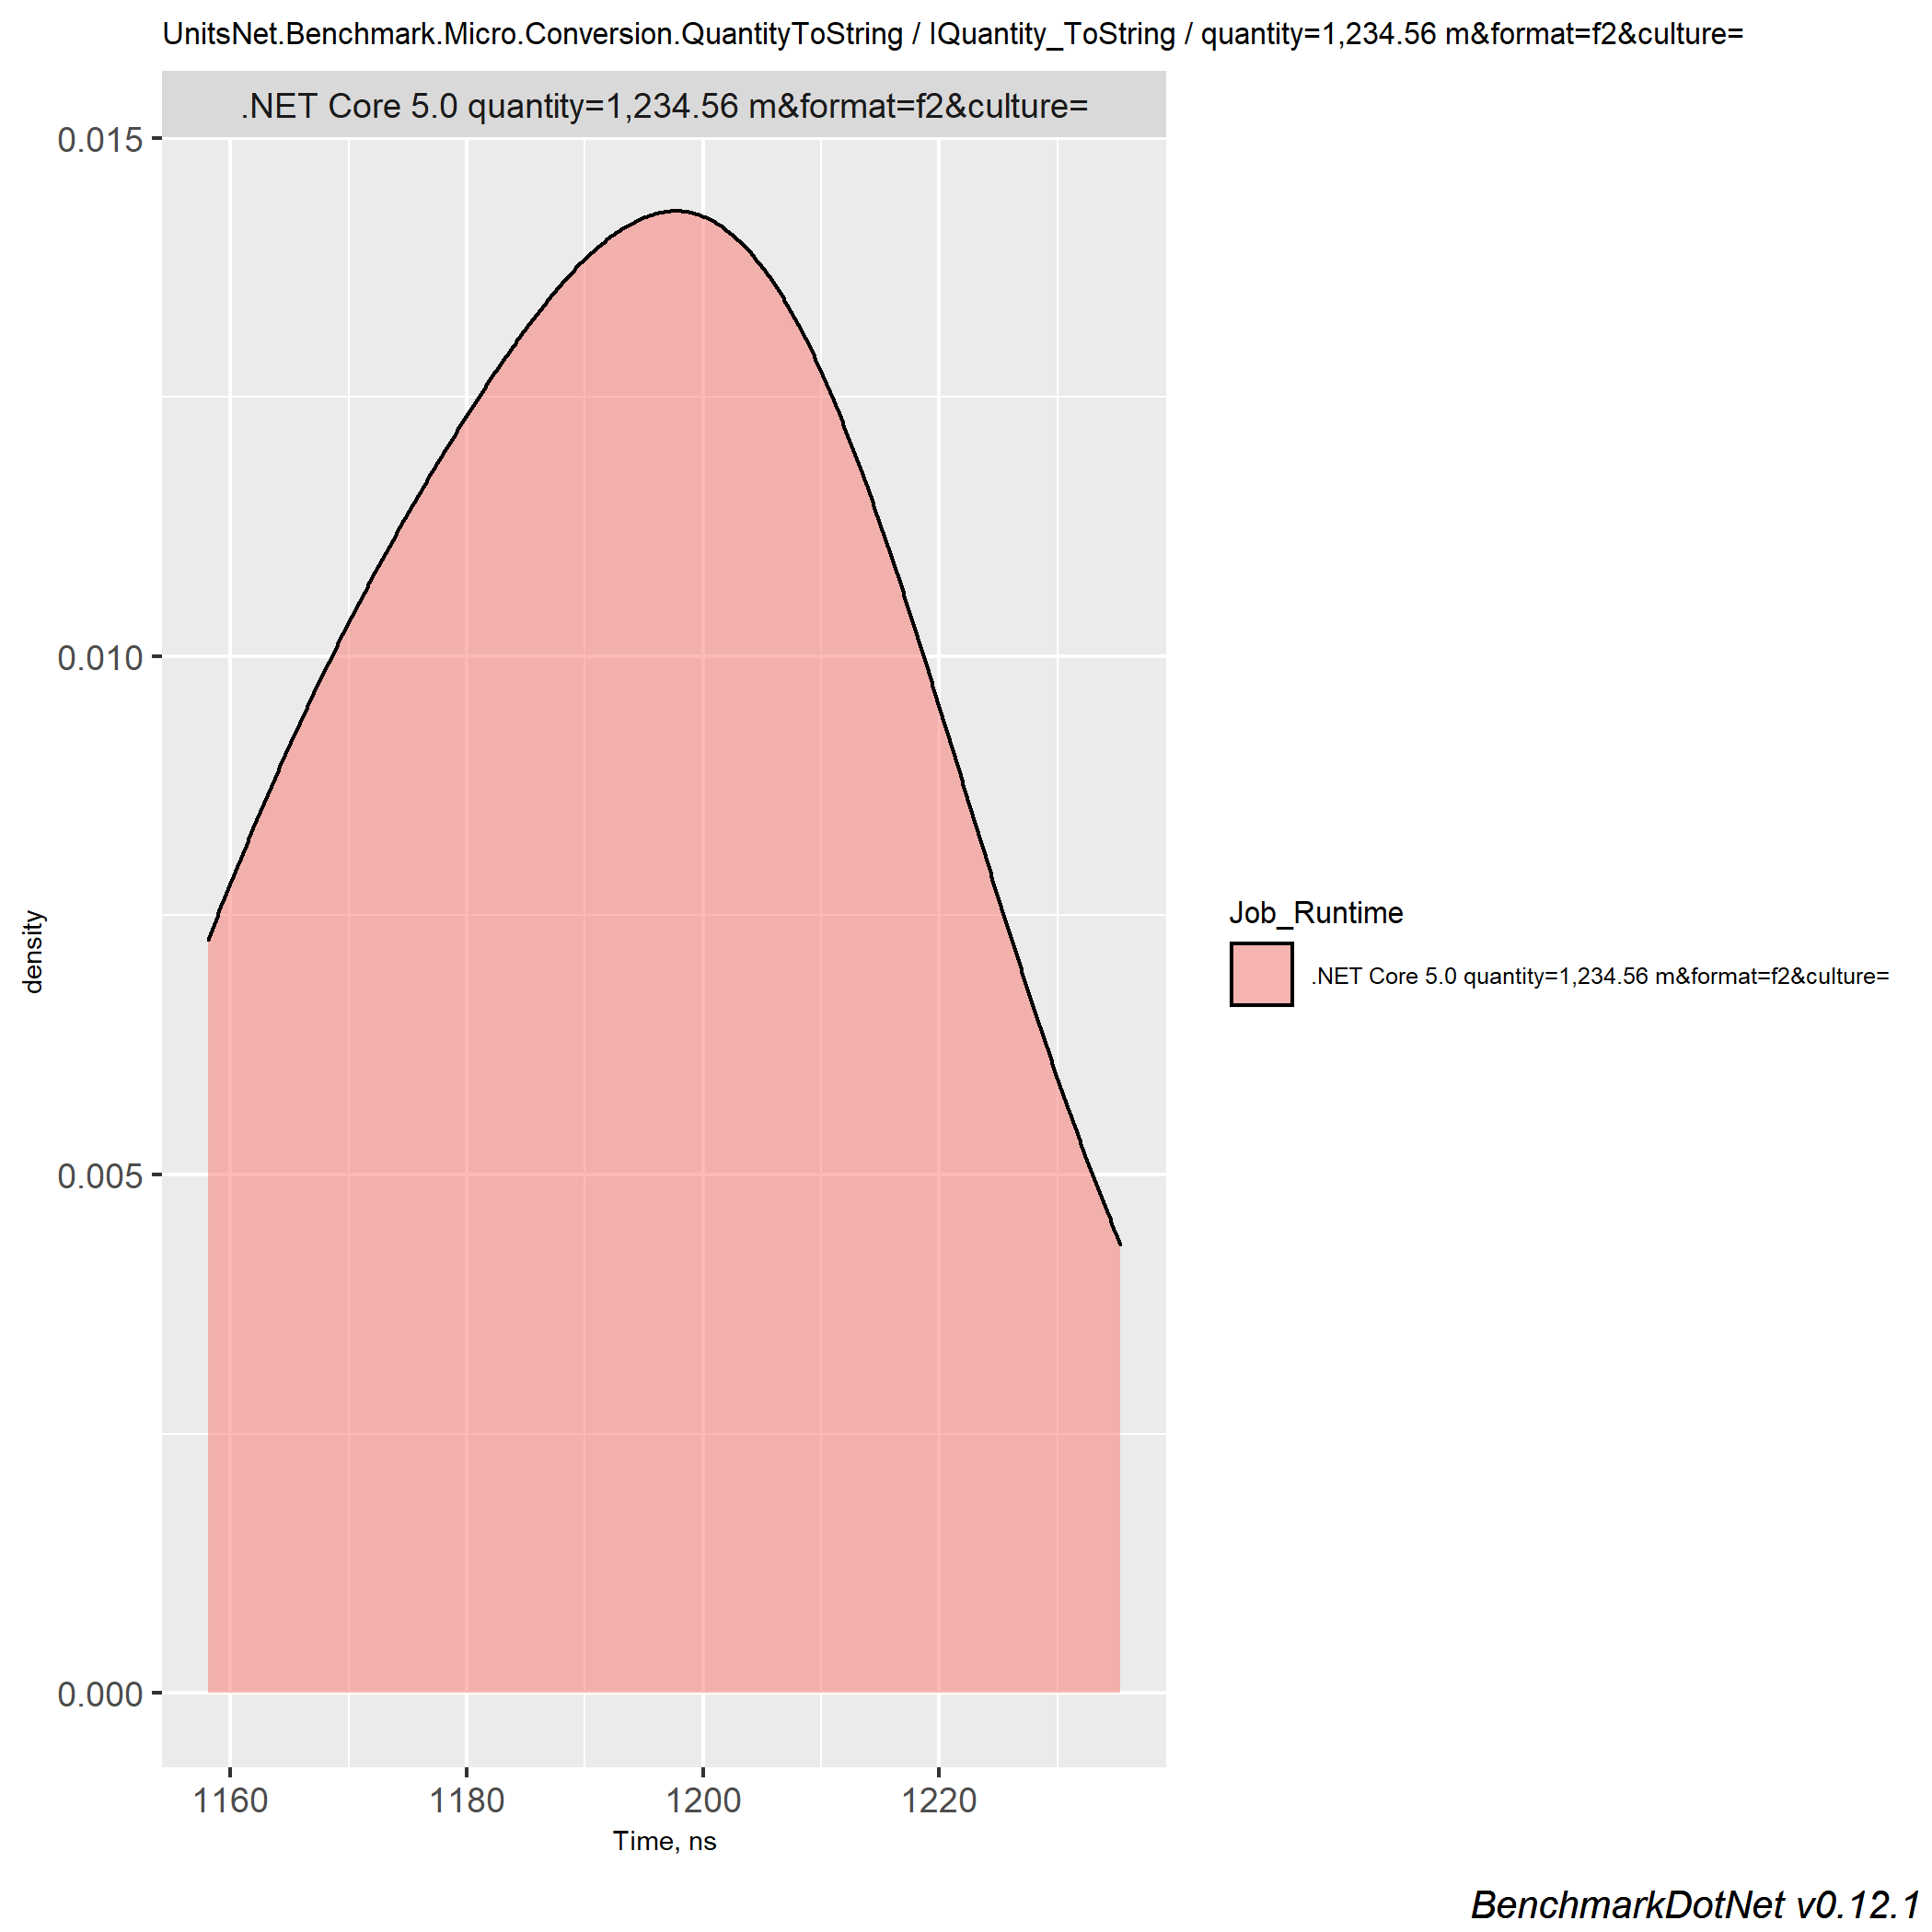 UnitsNet.Benchmark.Micro.Conversion.QuantityToString / IQuantity_ToString / quantity=1,234.56 m&format=f2&culture=
.NET Core 5.0 quantity=1,234.56 m&format=f2&culture=
0.015
0.010
0.005
0.000
density
1160 1180 1200 1220
Time, ns
Job_Runtime
.NET Core 5.0 quantity=1,234.56 m&format=f2&culture=
BenchmarkDotNet v0.12.1